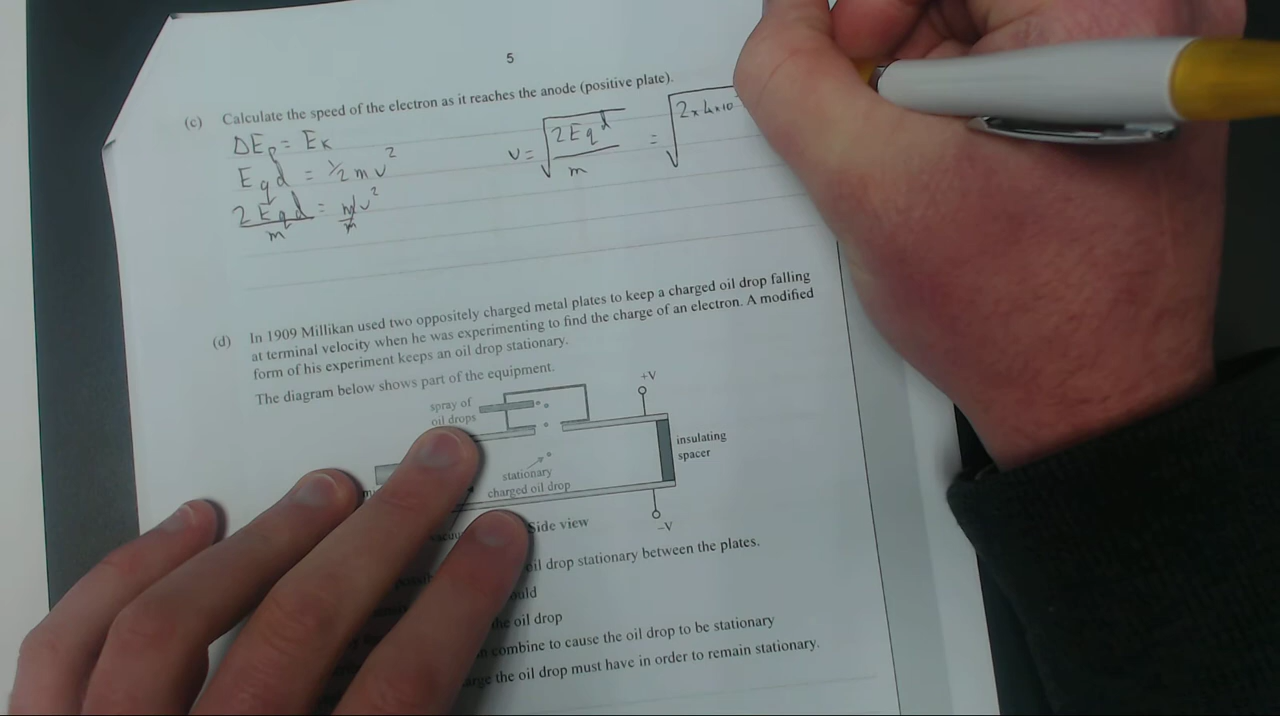 5
(c) Calculate the speed of the electron as it reaches the anode (positive plate).
ΔEp = Ek
Eqd = 1/2 mv²
2Eqd/m = mv²/m
v = √(2Eqd/m) = √(2×4×10
(d) In 1909 Millikan used two oppositely charged metal plates to keep a charged oil drop falling
at terminal velocity when he was experimenting to find the charge of an electron. A modified
form of his experiment keeps an oil drop stationary.
The diagram below shows part of the equipment.
+V
spray of
oil drops
insulating
spacer
stationary
charged oil drop
Side view
–V
oil drop stationary between the plates.
the oil drop
combine to cause the oil drop to be stationary
the oil drop must have in order to remain stationary.